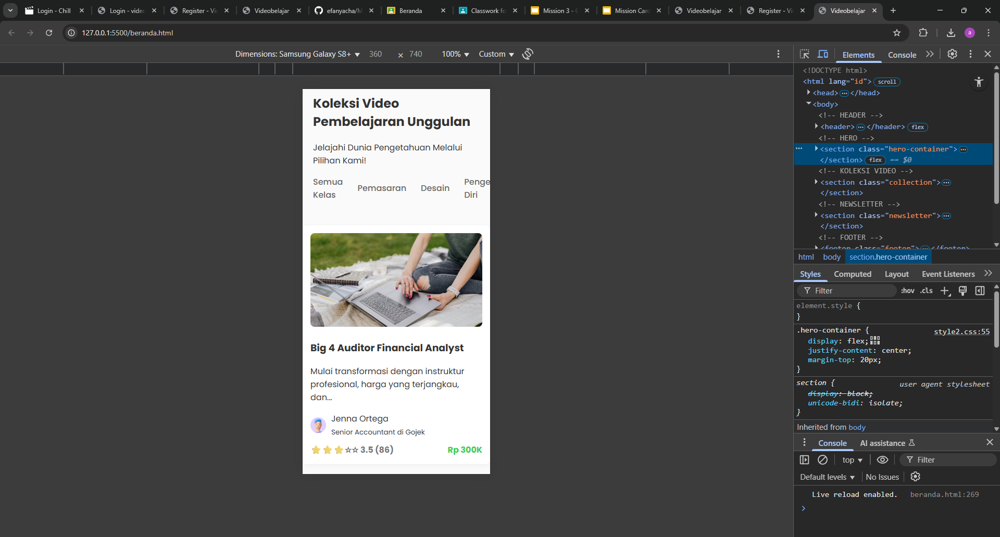 Login - Chill
Login - videc
Register - Vi
Videobelajar
efanyacha/M
Beranda
Classwork fo
Mission 3 - C
Mission Card
Videobelajar
Register - Vi
Videobelajar
127.0.0.1:5500/beranda.html
a
Dimensions: Samsung Galaxy S8+ 360 × 740 100% Custom
Elements Console
Koleksi Video
Pembelajaran Unggulan
Jelajahi Dunia Pengetahuan Melalui
Pilihan Kami!
Semua Kelas
Pemasaran
Desain
Penge
Diri
Big 4 Auditor Financial Analyst
Mulai transformasi dengan instruktur
profesional, harga yang terjangkau,
dan...
Jenna Ortega
Senior Accountant di Gojek
3.5 (86) Rp 300K
<!DOCTYPE html>
<html lang="id"> scroll
<head> ••• </head>
<body>
<!-- HEADER -->
<header> ••• </header> flex
<!-- HERO -->
••• <section class="hero-container"> •••
</section> flex == $0
<!-- KOLEKSI VIDEO -->
<section class="collection"> •••
</section>
<!-- NEWSLETTER -->
<section class="newsletter"> •••
</section>
<!-- FOOTER -->
<footer class="footer"> ••• </footer>
html body section.hero-container
Styles Computed Layout Event Listeners
Filter :hov .cls
element.style {
}
.hero-container { style2.css:55
display: flex;
justify-content: center;
margin-top: 20px;
}
section { user agent stylesheet
display: block;
unicode-bidi: isolate;
}
Inherited from body
Console AI assistance
top Filter
Default levels No Issues
Live reload enabled. beranda.html:269